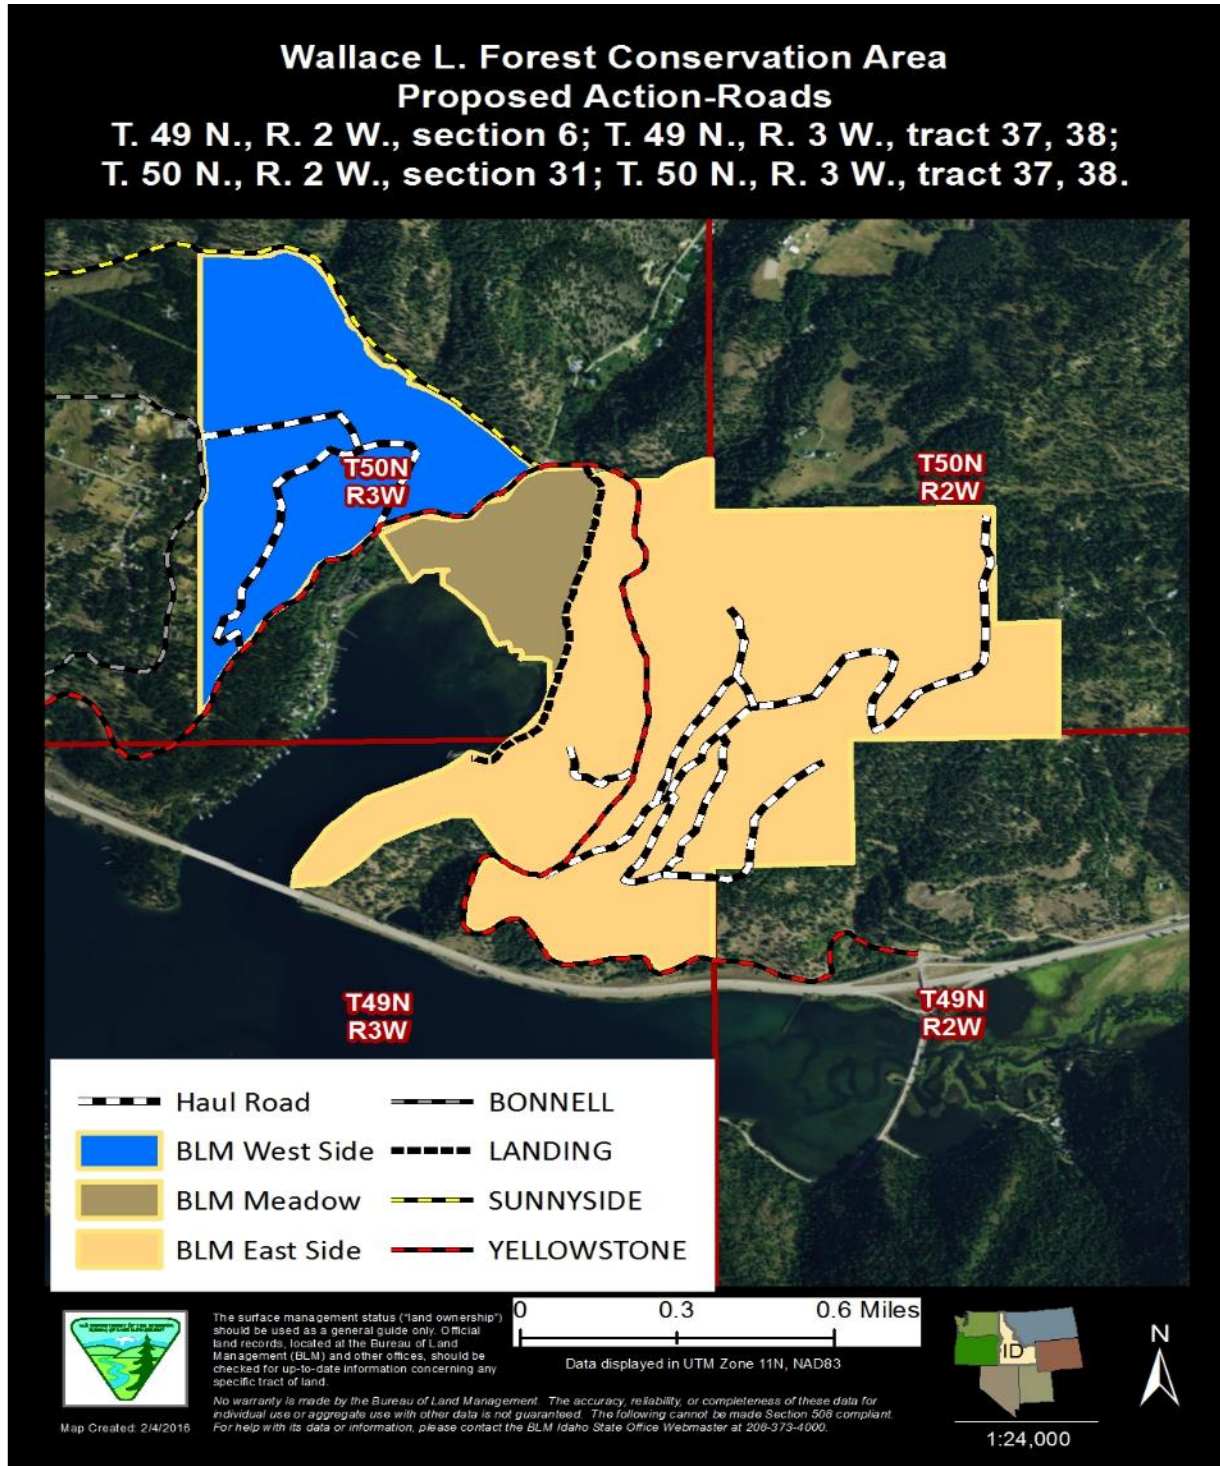 Wallace L. Forest Conservation Area
Proposed Action-Roads
T. 49 N., R. 2 W., section 6; T. 49 N., R. 3 W., tract 37, 38;
T. 50 N., R. 2 W., section 31; T. 50 N., R. 3 W., tract 37, 38.
T50N
R3W
T50N
R2W
T49N
R3W
T49N
R2W
Haul Road
BONNELL
BLM West Side
LANDING
BLM Meadow
SUNNYSIDE
BLM East Side
YELLOWSTONE
The surface management status ("land ownership")
should be used as a general guide only. Official
land records, located at the Bureau of Land
Management (BLM) and other offices, should be
checked for up-to-date information concerning any
specific tract of land.
0 0.3 0.6 Miles
Data displayed in UTM Zone 11N, NAD83
ID
N
No warranty is made by the Bureau of Land Management. The accuracy, reliability, or completeness of these data for
individual use or aggregate use with other data is not guaranteed. The following cannot be made Section 508 compliant.
For help with its data or information, please contact the BLM Idaho State Office Webmaster at 208-373-4000.
Map Created: 2/4/2016
1:24,000